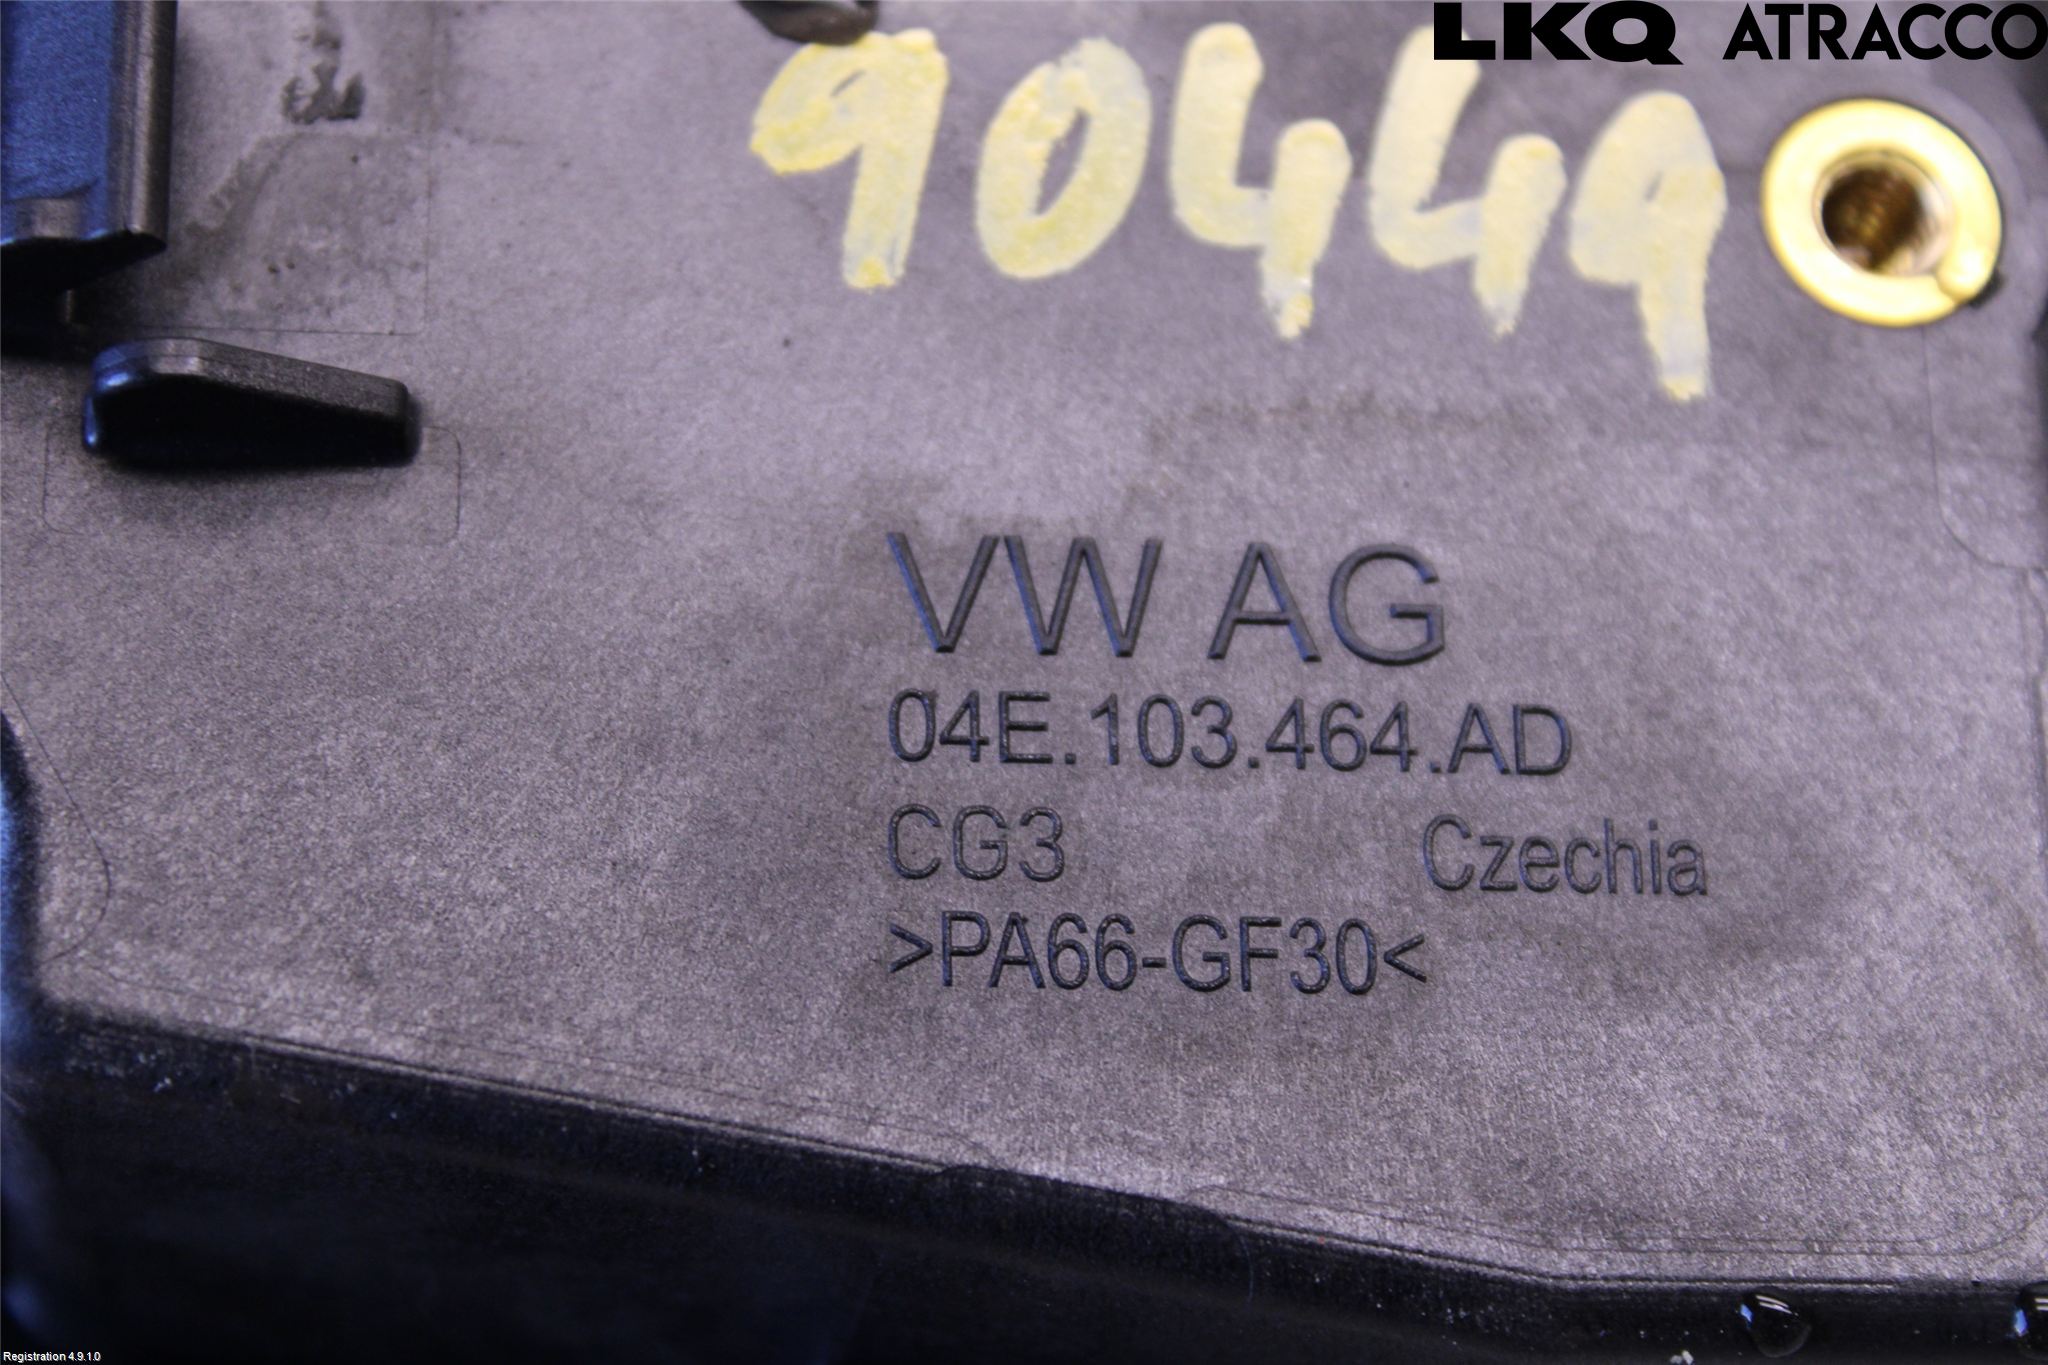 LKQ ATRACCO
90449
VW AG
04E.103.464.AD
CG3 Czechia
>PA66-GF30<
Registration 4.9.1.0